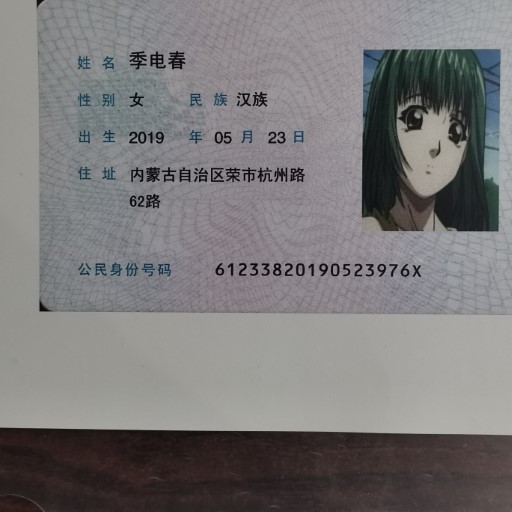 姓名 季电春
性别 女 民族 汉族
出生 2019 年 05 月 23 日
住址 内蒙古自治区荣市杭州路
62路
公民身份号码 61233820190523976X